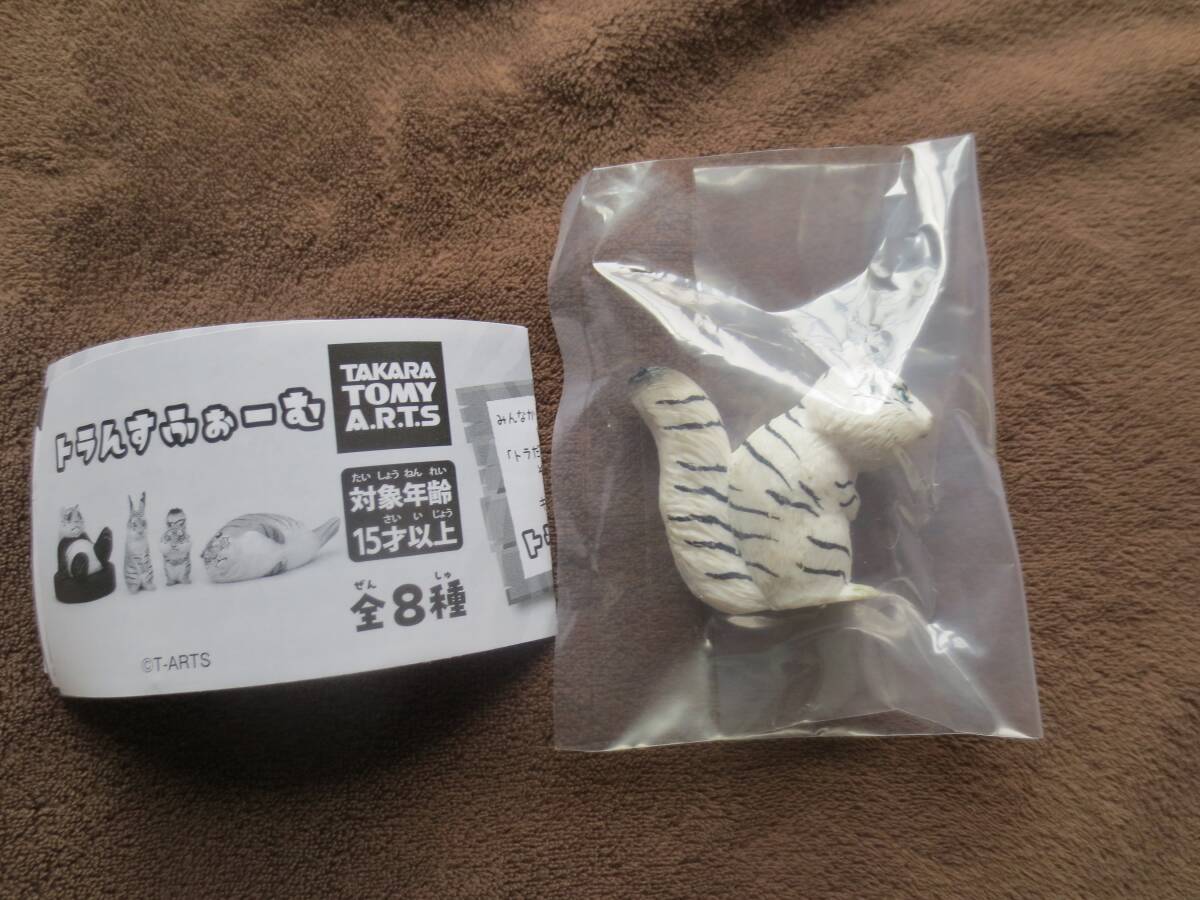 トランすふぉーむ
TAKARA
TOMY
A.R.T.S
たい しょう ねん れい
対象年齢
さい い じょう
15才以上
ぜん しゅ
全8種
©T-ARTS
みんなが
「トラだ